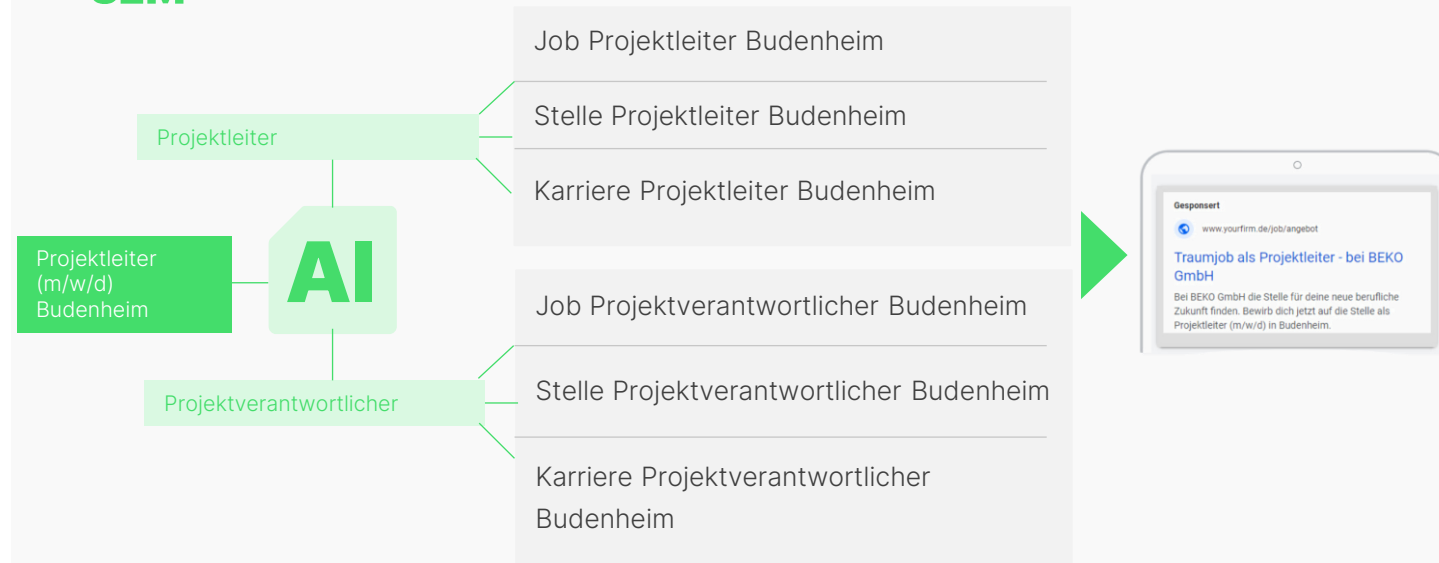 SEM
Job Projektleiter Budenheim
Stelle Projektleiter Budenheim
Karriere Projektleiter Budenheim
Projektleiter
Projektleiter
(m/w/d)
Budenheim
AI
Projektverantwortlicher
Job Projektverantwortlicher Budenheim
Stelle Projektverantwortlicher Budenheim
Karriere Projektverantwortlicher
Budenheim
Gesponsert
www.yourfirm.de/job/angebot
Traumjob als Projektleiter - bei BEKO
GmbH
Bei BEKO GmbH die Stelle für deine neue berufliche
Zukunft finden. Bewirb dich jetzt auf die Stelle als
Projektleiter (m/w/d) in Budenheim.